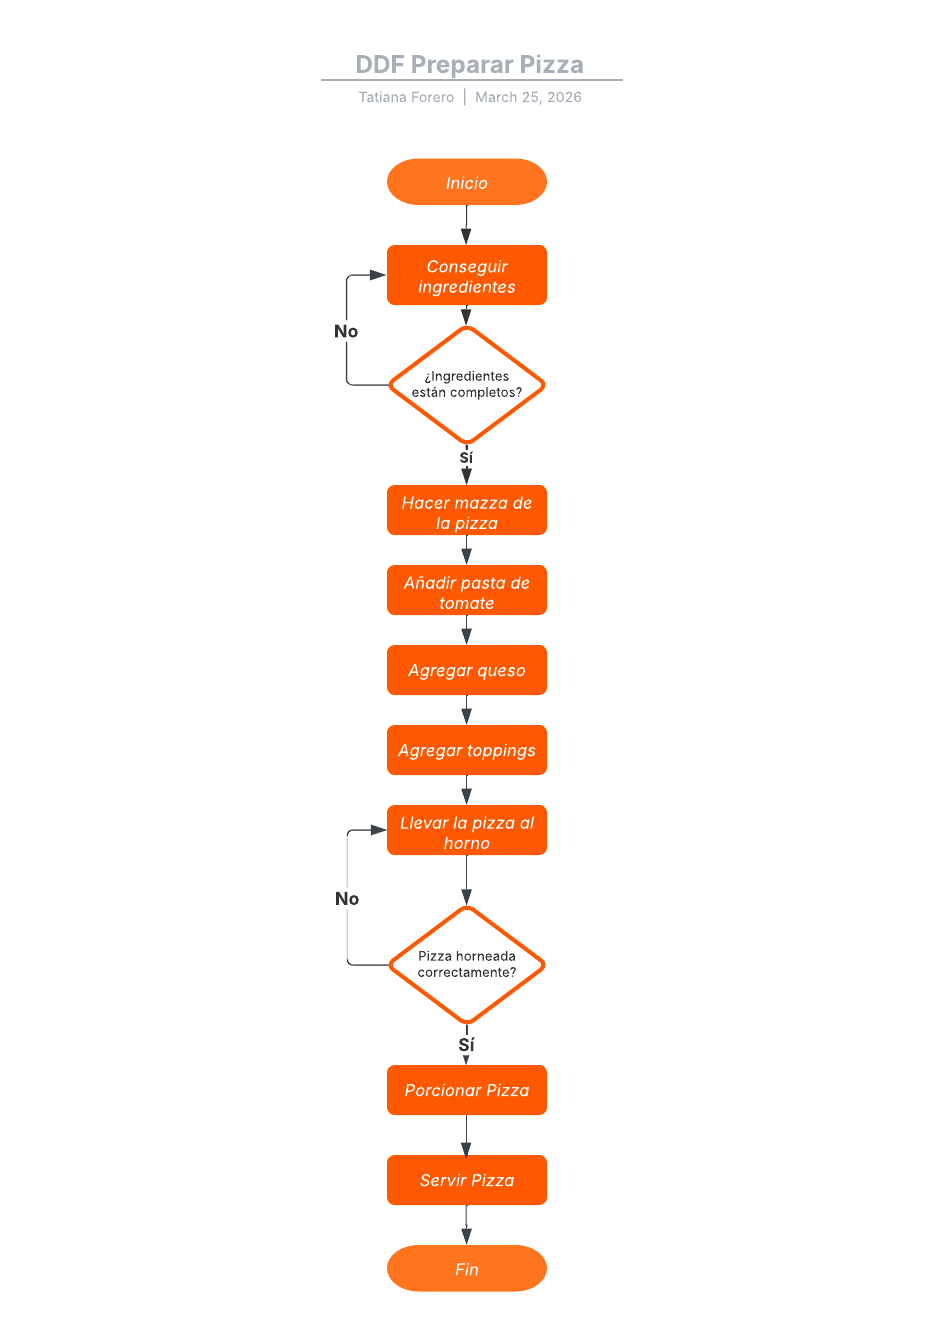 DDF Preparar Pizza
Tatiana Forero | March 25, 2026
Inicio
Conseguir
ingredientes
No
¿Ingredientes
están completos?
Sí
Hacer mazza de
la pizza
Añadir pasta de
tomate
Agregar queso
Agregar toppings
Llevar la pizza al
horno
No
Pizza horneada
correctamente?
Sí
Porcionar Pizza
Servir Pizza
Fin